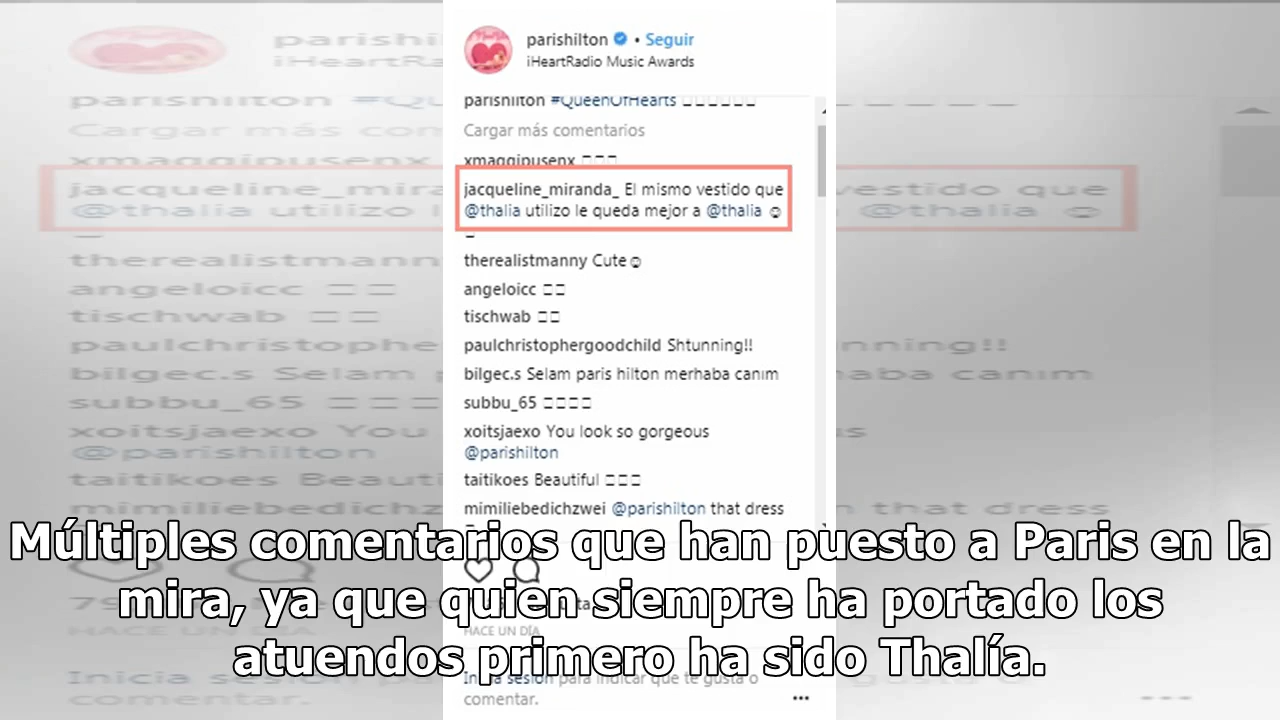 parishilton • Seguir
iHeartRadio Music Awards
parishilton #QueenOfHearts
Cargar más comentarios
xmaggipusenx
jacqueline_miranda_ El mismo vestido que
@thalia utilizo le queda mejor a @thalia ☺
therealistmanny Cute☺
angeloicc
tischwab
paulchristophergoodchild Shtunning!!
bilgec.s Selam paris hilton merhaba canım
subbu_65
xoitsjaexo You look so gorgeous
@parishilton
taitikoes Beautiful
mimiliebedichzwei @parishilton that dress
HACE UN DÍA
Inicia sesión para indicar que te gusta o
comentar.
Múltiples comentarios que han puesto a Paris en la
mira, ya que quien siempre ha portado los
atuendos primero ha sido Thalía.